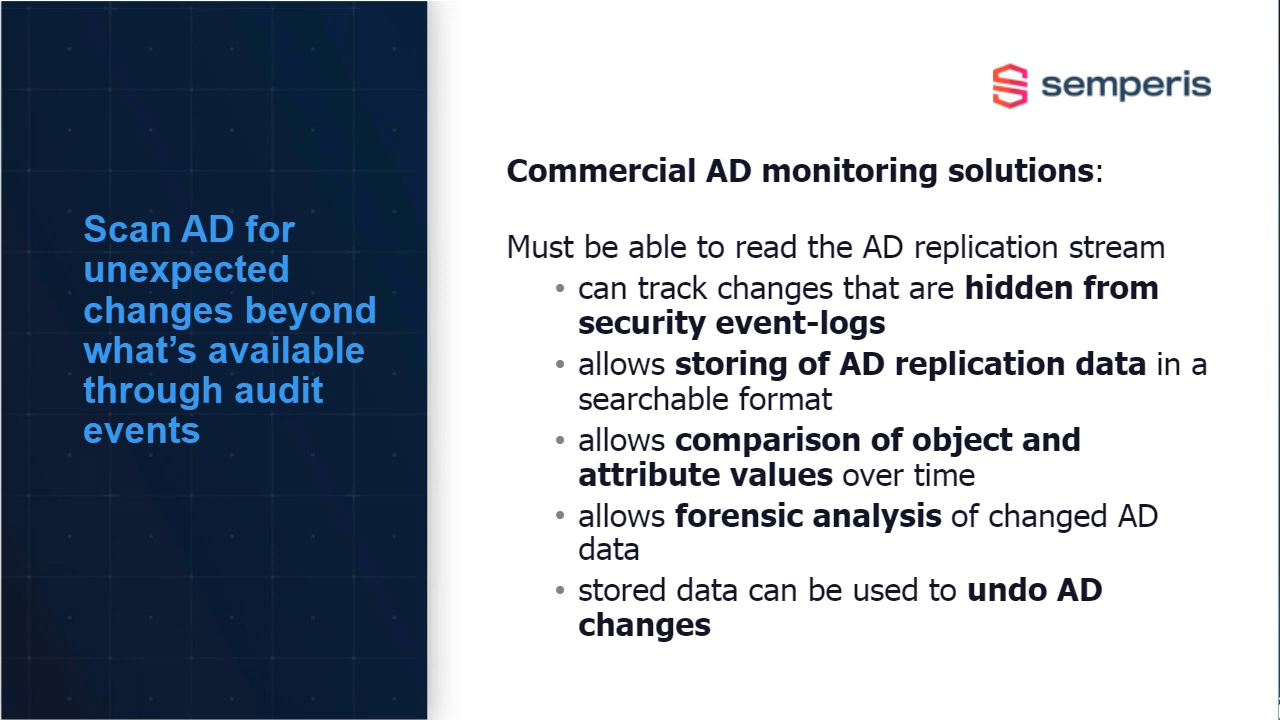 Scan AD for
unexpected
changes beyond
what’s available
through audit
events
semperis
Commercial AD monitoring solutions:
Must be able to read the AD replication stream
• can track changes that are hidden from
security event-logs
• allows storing of AD replication data in a
searchable format
• allows comparison of object and
attribute values over time
• allows forensic analysis of changed AD
data
• stored data can be used to undo AD
changes